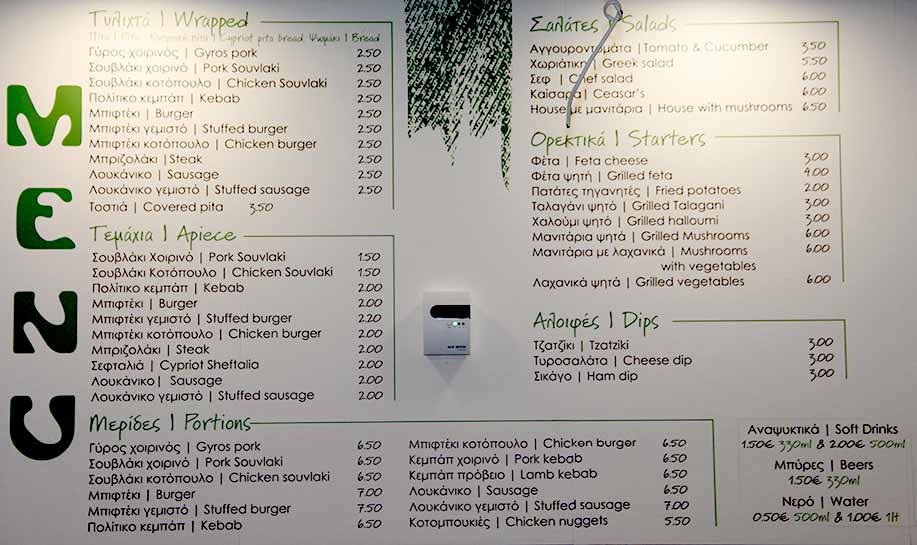 MENU
Τυλιχτά | Wrapped
Πίτα | Pita Κυπριακή πίτα | Cypriot pita bread Ψωμάκι | Bread
Γύρος χοιρινός | Gyros pork 2.50
Σουβλάκι χοιρινό | Pork Souvlaki 2.50
Σουβλάκι κοτόπουλο | Chicken Souvlaki 2.50
Πολίτικο κεμπάπ | Kebab 2.50
Μπιφτέκι | Burger 2.50
Μπιφτέκι γεμιστό | Stuffed burger 2.50
Μπιφτέκι κοτόπουλο | Chicken burger 2.50
Μπριζολάκι | Steak 2.50
Λουκάνικο | Sausage 2.50
Λουκάνικο γεμιστό | Stuffed sausage 2.50
Τοστιά | Covered pita 3.50
Τεμάχια | Apiece
Σουβλάκι Χοιρινό | Pork Souvlaki 1.50
Σουβλάκι Κοτόπουλο | Chicken Souvlaki 1.50
Πολίτικο κεμπάπ | Kebab 2.00
Μπιφτέκι | Burger 2.00
Μπιφτέκι γεμιστό | Stuffed burger 2.20
Μπιφτέκι κοτόπουλο | Chicken burger 2.00
Μπριζολάκι | Steak 2.00
Σεφταλιά | Cypriot Sheftalia 2.00
Λουκάνικο | Sausage 2.00
Λουκάνικο γεμιστό | Stuffed sausage 2.00
Μερίδες | Portions
Γύρος χοιρινός | Gyros pork 6.50
Σουβλάκι χοιρινό | Pork Souvlaki 6.50
Σουβλάκι κοτόπουλο | Chicken souvlaki 6.50
Μπιφτέκι | Burger 7.00
Μπιφτέκι γεμιστό | Stuffed burger 7.50
Πολίτικο κεμπάπ | Kebab 6.50
Μπιφτέκι κοτόπουλο | Chicken burger 6.50
Κεμπάπ χοιρινό | Pork kebab 6.50
Κεμπάπ πρόβειο | Lamb kebab 6.50
Λουκάνικο | Sausage 6.50
Λουκάνικο γεμιστό | Stuffed sausage 7.00
Κοτομπουκιές | Chicken nuggets 5.50
Σαλάτες | Salads
Αγγουροντομάτα | Tomato & Cucumber 3.50
Χωριάτικη | Greek salad 5.50
Σεφ | Chef salad 6.00
Καίσαρα | Ceasar's 6.00
House με μανιτάρια | House with mushrooms 6.50
Ορεκτικά | Starters
Φέτα | Feta cheese 3.00
Φέτα ψητή | Grilled feta 4.00
Πατάτες τηγανητές | Fried potatoes 2.00
Ταλαγάνι ψητό | Grilled Talagani 3.00
Χαλούμι ψητό | Grilled halloumi 3.00
Μανιτάρια ψητά | Grilled Mushrooms 6.00
Μανιτάρια με λαχανικά | Mushrooms 6.00
with vegetables
Λαχανικά ψητά | Grilled vegetables 6.00
Αλοιφές | Dips
Τζατζίκι | Tzatziki 3.00
Τυροσαλάτα | Cheese dip 3.00
Σικάγο | Ham dip 3.00
Αναψυκτικά | Soft Drinks
1.50€ 330ml & 2.00€ 500ml
Μπύρες | Beers
1.50€ 330ml
Νερό | Water
0.50€ 500ml & 1.00€ 1lt